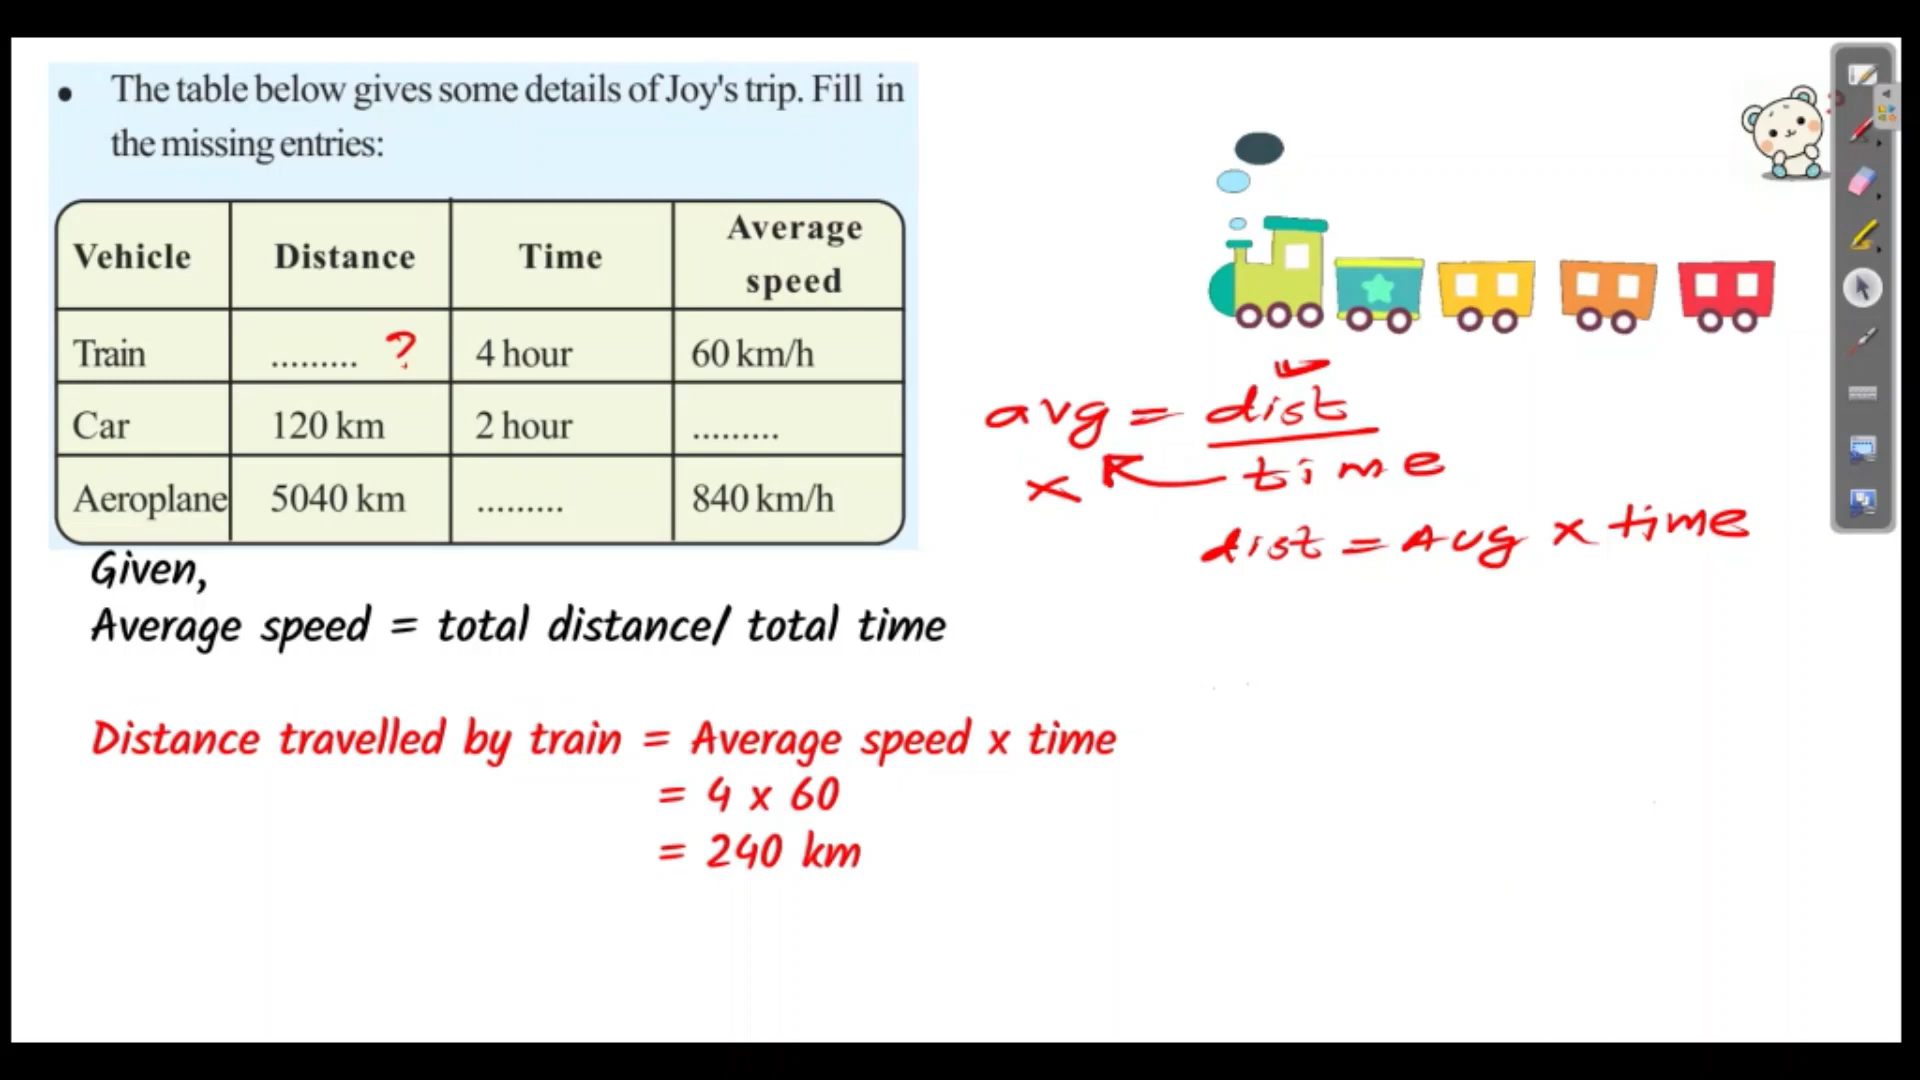 • The table below gives some details of Joy's trip. Fill in
the missing entries:
Vehicle Distance Time Average speed
Train ......... ? 4 hour 60 km/h
Car 120 km 2 hour .........
Aeroplane 5040 km ......... 840 km/h
Given,
Average speed = total distance/ total time
Distance travelled by train = Average speed x time
= 4 x 60
= 240 km
avg = dist
time
x
dist = Avg x time